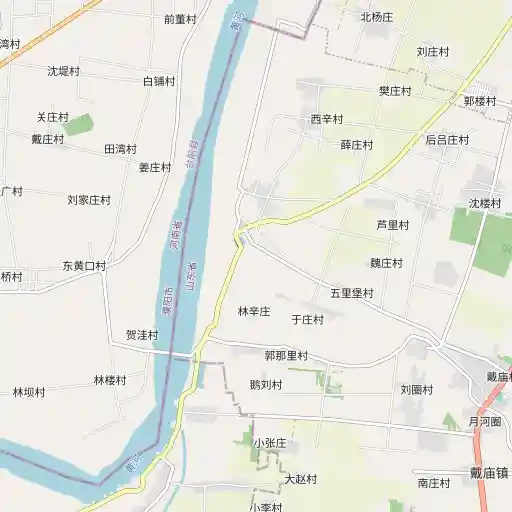 前董村
黄河
北杨庄
湾村
刘庄村
沈堤村
白铺村
樊庄村
郭楼村
关庄村
西辛村
戴庄村
田湾村
薛庄村
后吕庄村
台前县
姜庄村
广村
刘家庄村
沈楼村
芦里村
河南省
东黄口村
魏庄村
桥村
山东省
濮阳市
五里堡村
林辛庄
于庄村
贺洼村
郭那里村
林楼村
戴庙村
林坝村
鹅刘村
刘圈村
月河圈
小张庄
黄河
戴庙镇
大赵村
南庄村
小李村